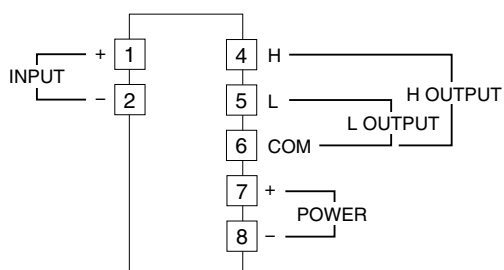 + 1
INPUT
− 2
4 H
5 L
6 COM
H OUTPUT
L OUTPUT
7 +
POWER
8 −